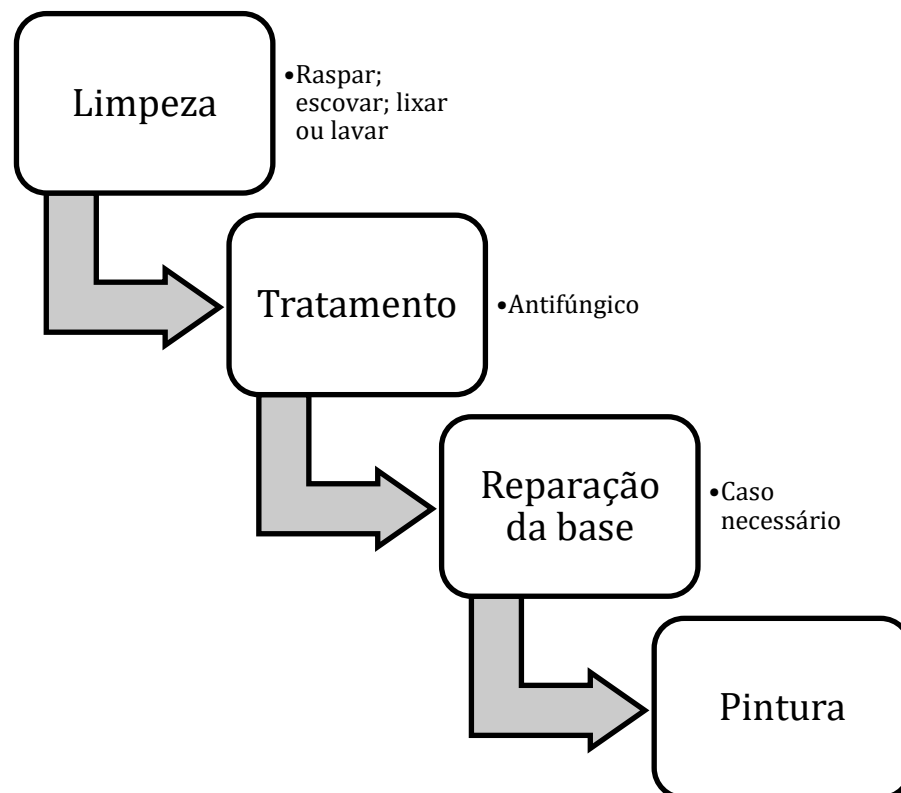 Limpeza
•Raspar;
escovar; lixar
ou lavar
Tratamento
•Antifúngico
Reparação
da base
•Caso
necessário
Pintura